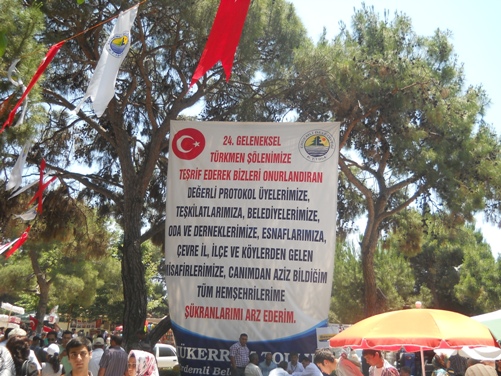 24. GELENEKSEL
TÜRKMEN ŞÖLENİMİZE
TEŞRİF EDEREK BİZLERİ ONURLANDIRAN
DEĞERLİ PROTOKOL ÜYELERİMİZE,
TEŞKİLATLARIMIZA, BELEDİYELERİMİZE,
ODA VE DERNEKLERİMİZE, ESNAFLARIMIZA,
ÇEVRE İL, İLÇE VE KÖYLERDEN GELEN
MİSAFİRLERİMİZE, CANIMDAN AZİZ BİLDİĞİM
TÜM HEMŞEHRİLERİME
ŞÜKRANLARIMI ARZ EDERİM.